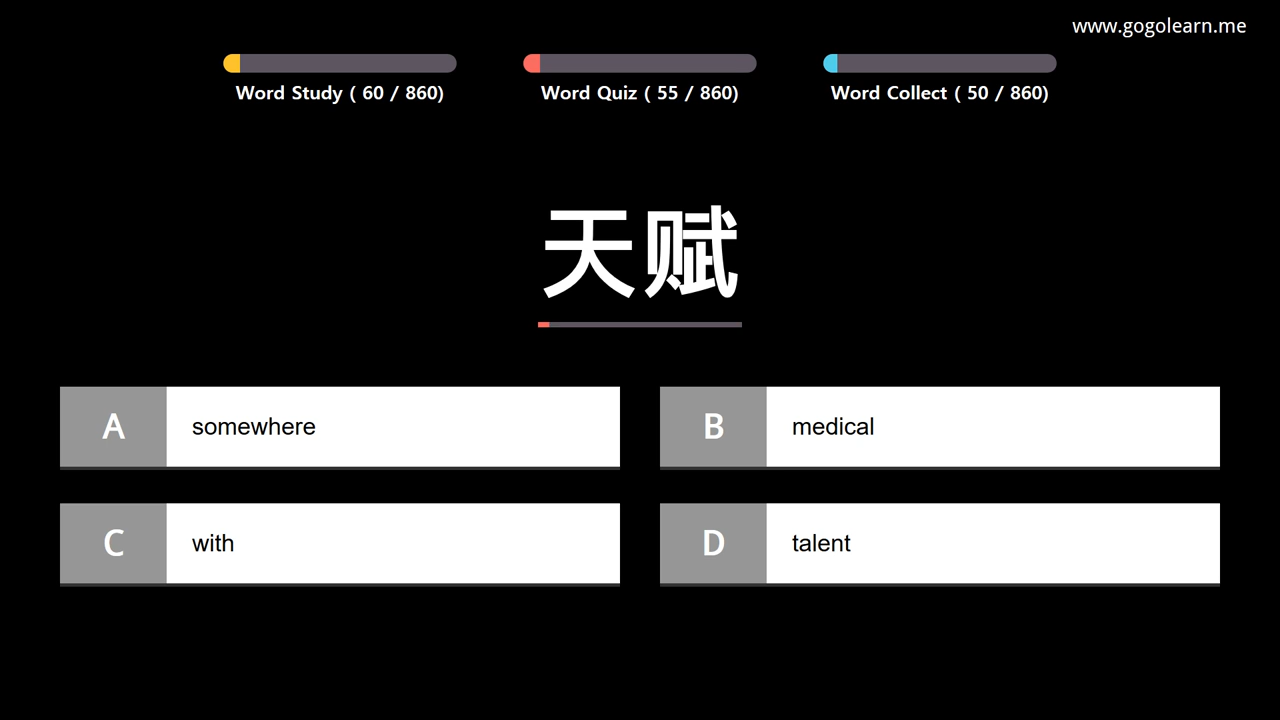 www.gogolearn.me
Word Study ( 60 / 860)
Word Quiz ( 55 / 860)
Word Collect ( 50 / 860)
天赋
A
somewhere
B
medical
C
with
D
talent